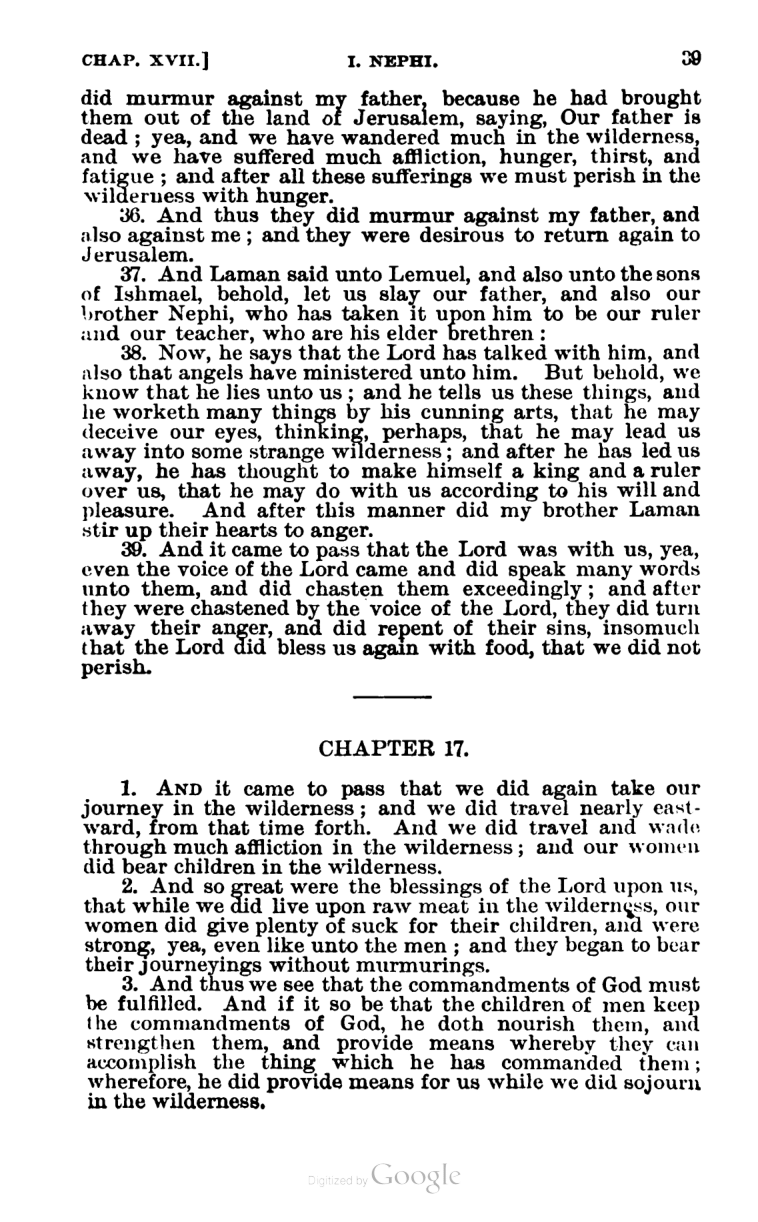 CHAP. XVII.] I. NEPHI. 39
did murmur against my father, because he had brought
them out of the land of Jerusalem, saying, Our father is
dead ; yea, and we have wandered much in the wilderness,
and we have suffered much affliction, hunger, thirst, and
fatigue ; and after all these sufferings we must perish in the
wilderness with hunger.
36. And thus they did murmur against my father, and
also against me ; and they were desirous to return again to
Jerusalem.
37. And Laman said unto Lemuel, and also unto the sons
of Ishmael, behold, let us slay our father, and also our
brother Nephi, who has taken it upon him to be our ruler
and our teacher, who are his elder brethren :
38. Now, he says that the Lord has talked with him, and
also that angels have ministered unto him. But behold, we
know that he lies unto us ; and he tells us these things, and
he worketh many things by his cunning arts, that he may
deceive our eyes, thinking, perhaps, that he may lead us
away into some strange wilderness ; and after he has led us
away, he has thought to make himself a king and a ruler
over us, that he may do with us according to his will and
pleasure. And after this manner did my brother Laman
stir up their hearts to anger.
39. And it came to pass that the Lord was with us, yea,
even the voice of the Lord came and did speak many words
unto them, and did chasten them exceedingly ; and after
they were chastened by the voice of the Lord, they did turn
away their anger, and did repent of their sins, insomuch
that the Lord did bless us again with food, that we did not
perish.
CHAPTER 17.
1. AND it came to pass that we did again take our
journey in the wilderness ; and we did travel nearly east-
ward, from that time forth. And we did travel and wade
through much affliction in the wilderness ; and our women
did bear children in the wilderness.
2. And so great were the blessings of the Lord upon us,
that while we did live upon raw meat in the wilderness, our
women did give plenty of suck for their children, and were
strong, yea, even like unto the men ; and they began to bear
their journeyings without murmurings.
3. And thus we see that the commandments of God must
be fulfilled. And if it so be that the children of men keep
the commandments of God, he doth nourish them, and
strengthen them, and provide means whereby they can
accomplish the thing which he has commanded them ;
wherefore, he did provide means for us while we did sojourn
in the wilderness.
Digitized by Google